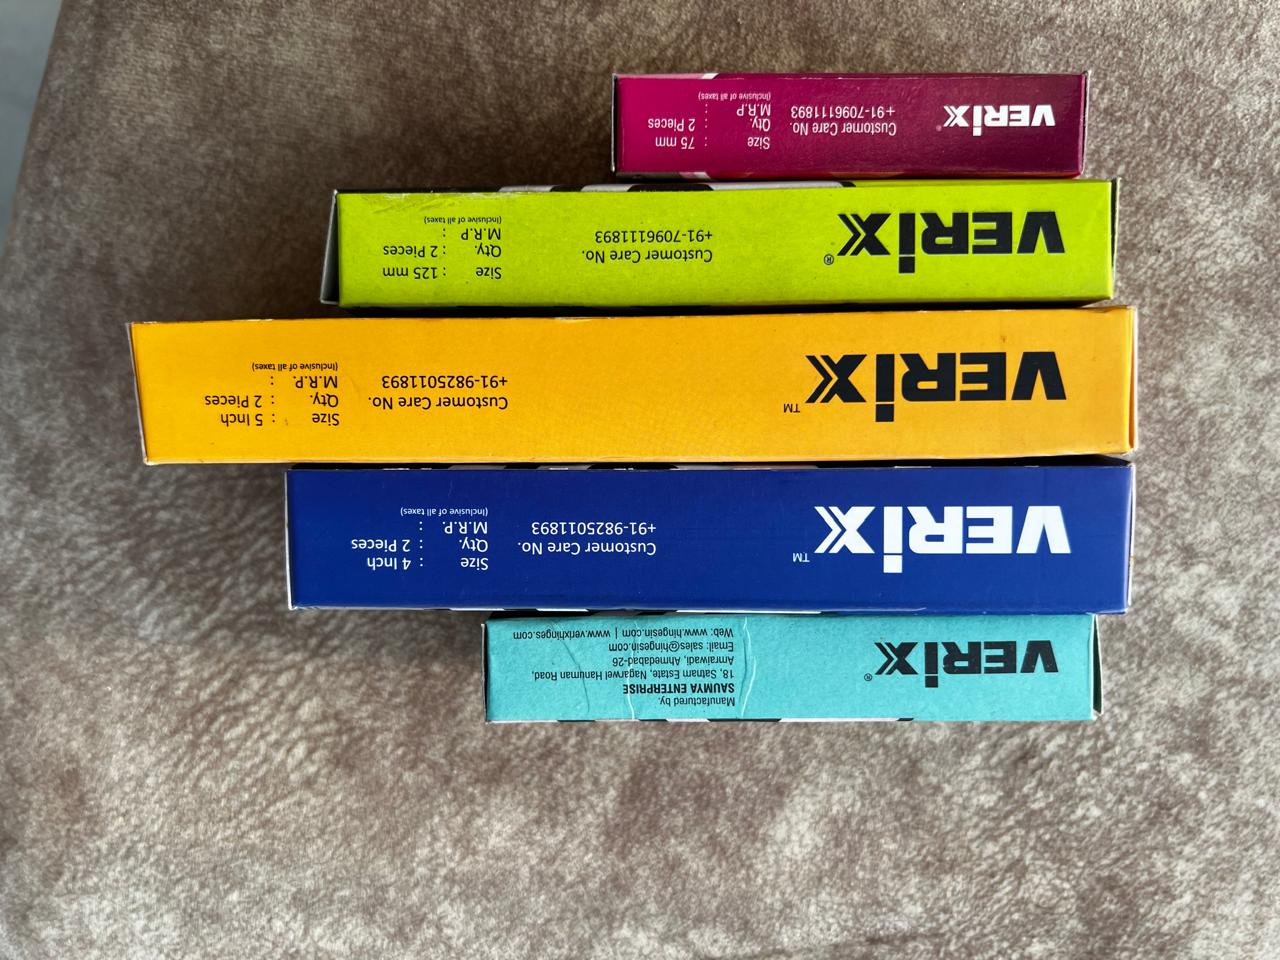 VERIX®
Manufactured by.
SAUMYA ENTERPRISE
18, Satnam Estate, Nagarwel Hanuman Road,
Amraiwadi, Ahmedabad-26
Email: sales@hingesin.com
Web: www.hingesin.com | www.verixhinges.com
VERIX™
Customer Care No.
+91-9825011893
Size : 4 Inch
Qty. : 2 Pieces
M.R.P. :
(Inclusive of all taxes)
VERIX™
Customer Care No.
+91-9825011893
Size : 5 Inch
Qty. : 2 Pieces
M.R.P. :
(Inclusive of all taxes)
VERIX®
Customer Care No.
+91-7096111893
Size : 125 mm
Qty. : 2 Pieces
M.R.P :
(Inclusive of all taxes)
VERIX®
Customer Care No.
+91-7096111893
Size : 75 mm
Qty. : 2 Pieces
M.R.P :
(Inclusive of all taxes)